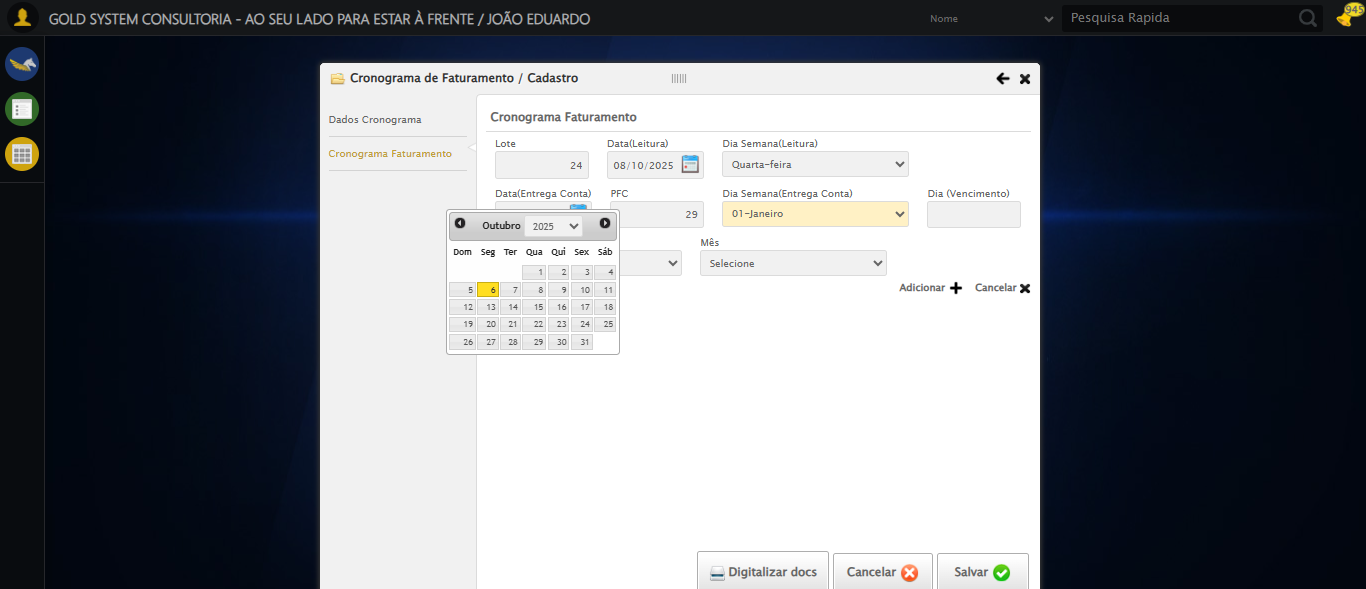 GOLD SYSTEM CONSULTORIA - AO SEU LADO PARA ESTAR À FRENTE / JOÃO EDUARDO
Nome
Pesquisa Rapida
945
Cronograma de Faturamento / Cadastro
Dados Cronograma
Cronograma Faturamento
Cronograma Faturamento
Lote
Data(Leitura)
Dia Semana(Leitura)
24
08/10/2025
Quarta-feira
Data(Entrega Conta)
PFC
Dia Semana(Entrega Conta)
Dia (Vencimento)
29
01-Janeiro
Mês
Selecione
Outubro 2025
Dom Seg Ter Qua Qui Sex Sáb
1 2 3 4
5 6 7 8 9 10 11
12 13 14 15 16 17 18
19 20 21 22 23 24 25
26 27 28 29 30 31
Adicionar
Cancelar
Digitalizar docs
Cancelar
Salvar